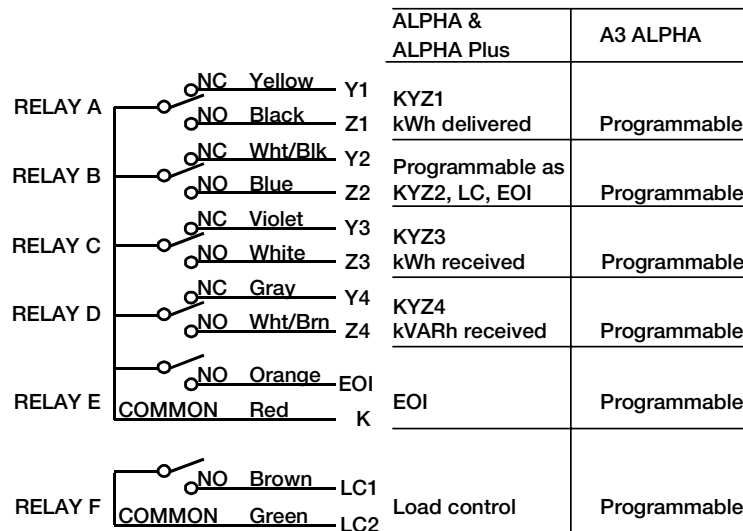 ALPHA & A3 ALPHA
ALPHA Plus
NC Yellow Y1 KYZ1
RELAY A
NO Black Z1 kWh delivered Programmable
NC Wht/Blk Y2 Programmable as
RELAY B
NO Blue Z2 KYZ2, LC, EOI Programmable
NC Violet Y3 KYZ3
RELAY C
NO White Z3 kWh received Programmable
NC Gray Y4 KYZ4
RELAY D
NO Wht/Brn Z4 kVARh received Programmable
NO Orange EOI
RELAY E EOI Programmable
COMMON Red K
NO Brown LC1
RELAY F Load control Programmable
COMMON Green LC2